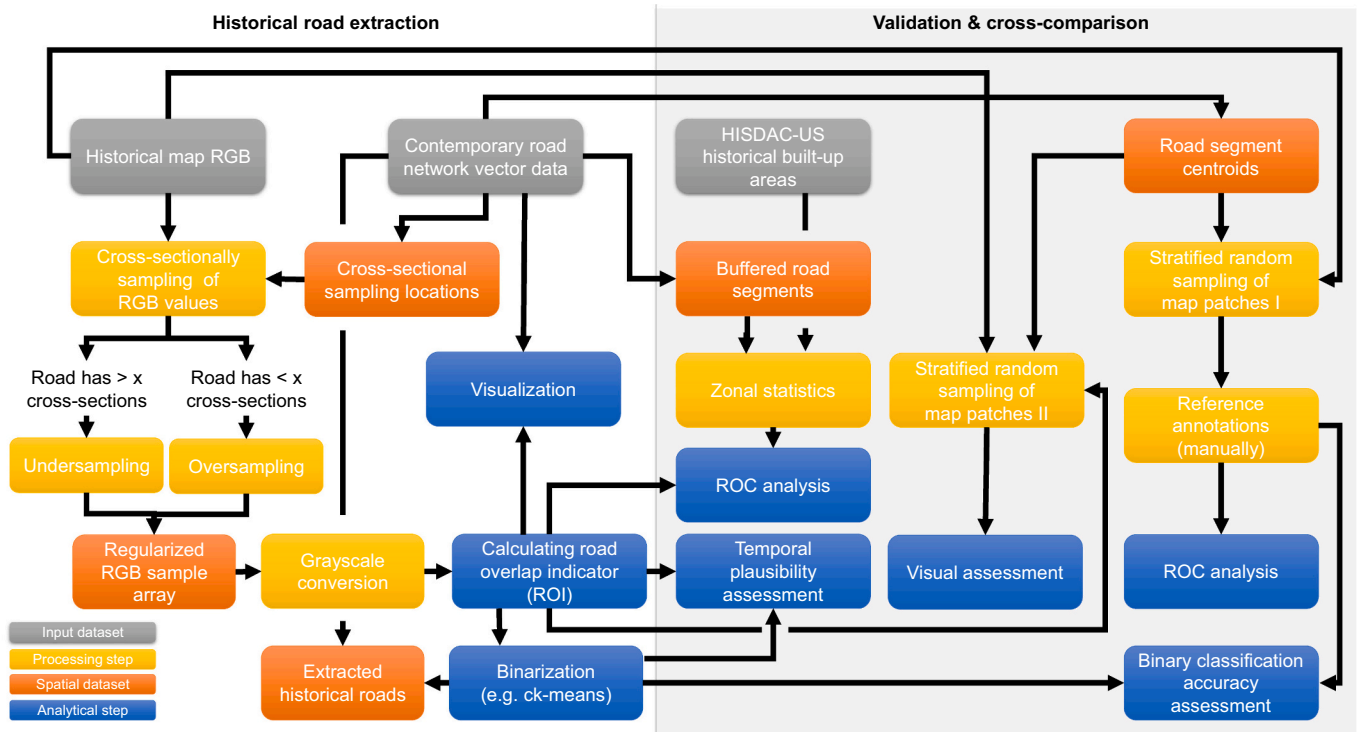 Historical road extraction
Validation & cross-comparison
Historical map RGB
Contemporary road
network vector data
HISDAC-US
historical built-up
areas
Road segment
centroids
Cross-sectionally
sampling of
RGB values
Cross-sectional
sampling locations
Buffered road
segments
Stratified random
sampling of
map patches I
Road has > x
cross-sections
Road has < x
cross-sections
Visualization
Zonal statistics
Stratified random
sampling of
map patches II
Reference
annotations
(manually)
Undersampling
Oversampling
ROC analysis
Regularized
RGB sample
array
Grayscale
conversion
Calculating road
overlap indicator
(ROI)
Temporal
plausibility
assessment
Visual assessment
ROC analysis
Input dataset
Processing step
Spatial dataset
Analytical step
Extracted
historical roads
Binarization
(e.g. ck-means)
Binary classification
accuracy
assessment